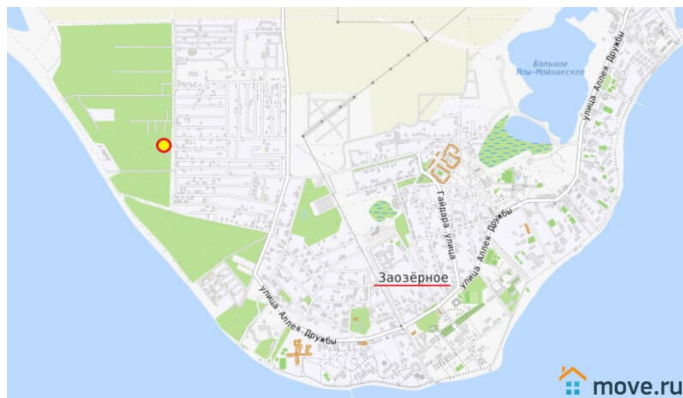 улица Аллея Дружбы
Большое
Ялы-Мойнакское
Гайдара улица
улица Аллея Дружбы
Заозёрное
улица Аллея Дружбы
move.ru